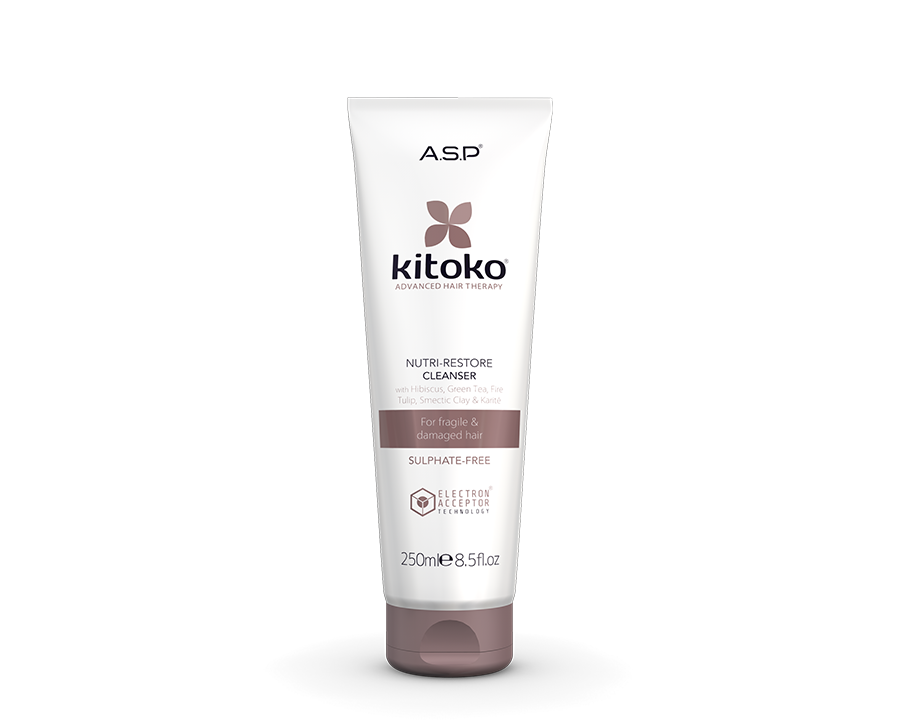 A.S.P®
kitoko®
ADVANCED HAIR THERAPY
NUTRI-RESTORE
CLEANSER
with Hibiscus, Green Tea, Fire
Tulip, Smectic Clay & Kanté
For fragile &
damaged hair
SULPHATE-FREE
ELECTRON®
ACCEPTOR
TECHNOLOGY
250ml℮8.5fl.oz